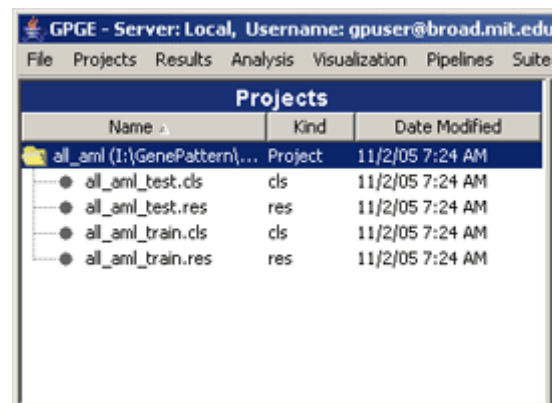 GPGE - Server: Local, Username: gpuser@broad.mit.edu
File Projects Results Analysis Visualization Pipelines Suite
Projects
Name Kind Date Modified
all_aml (I:\GenePattern\... Project 11/2/05 7:24 AM
all_aml_test.cls cls 11/2/05 7:24 AM
all_aml_test.res res 11/2/05 7:24 AM
all_aml_train.cls cls 11/2/05 7:24 AM
all_aml_train.res res 11/2/05 7:24 AM